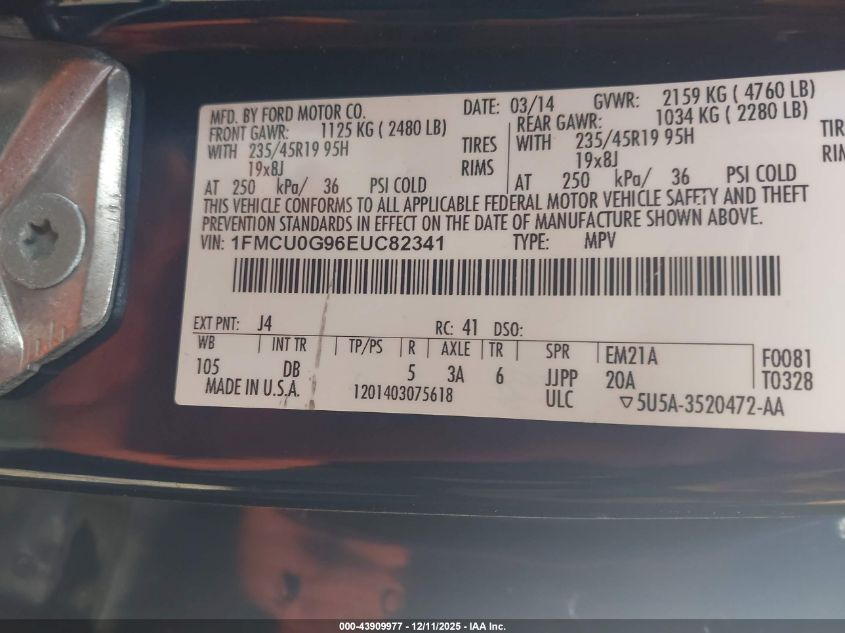 MFD. BY FORD MOTOR CO. DATE: 03/14 GVWR: 2159 KG ( 4760 LB)
FRONT GAWR: 1125 KG ( 2480 LB) REAR GAWR: 1034 KG ( 2280 LB)
WITH 235/45R19 95H TIRES WITH 235/45R19 95H TIR
19x8J RIMS 19x8J RIM
AT 250 kPa/ 36 PSI COLD AT 250 kPa/ 36 PSI COLD
THIS VEHICLE CONFORMS TO ALL APPLICABLE FEDERAL MOTOR VEHICLE SAFETY AND THEFT
PREVENTION STANDARDS IN EFFECT ON THE DATE OF MANUFACTURE SHOWN ABOVE.
VIN: 1FMCU0G96EUC82341 TYPE: MPV
EXT PNT: J4 RC: 41 DSO:
WB INT TR TP/PS R AXLE TR SPR EM21A F0081
105 DB 5 3A 6 JJPP 20A T0328
MADE IN U.S.A. 1201403075618 ULC ▽5U5A-3520472-AA
000-43909977 - 12/11/2025 - IAA Inc.